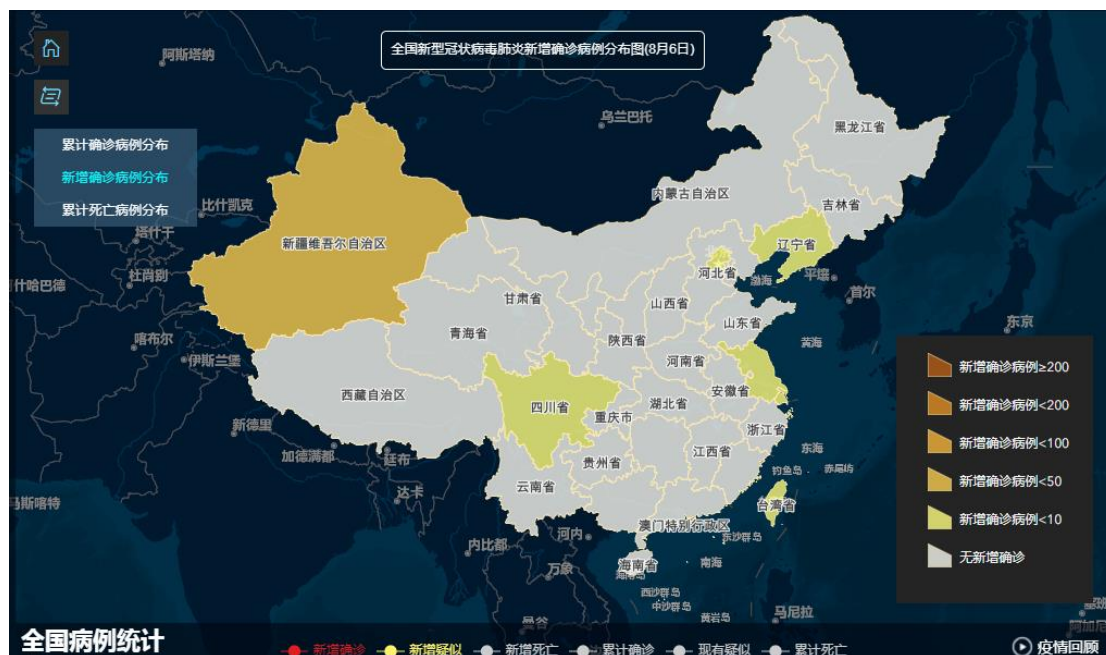 全国新型冠状病毒肺炎新增确诊病例分布图(8月6日)
累计确诊病例分布
新增确诊病例分布
累计死亡病例分布
阿斯塔纳
乌兰巴托
比什凯克
塔什干
杜尚别
什哈巴德
喀布尔
伊斯兰堡
新德里
加德满都
廷布
达卡
马斯喀特
内比都
河内
万象
曼谷
马尼拉
平壤
首尔
东京
黑龙江省
内蒙古自治区
吉林省
辽宁省
新疆维吾尔自治区
河北省
渤海
甘肃省
山西省
山东省
青海省
陕西省
黄海
河南省
西藏自治区
安徽省
四川省
湖北省
重庆市
浙江省
江西省
东海
贵州省
钓鱼岛
赤尾屿
云南省
台湾省
澳门特别行政区
东沙群岛
海南省
南海
西沙群岛
中沙群岛
黄岩岛
新增确诊病例≥200
新增确诊病例<200
新增确诊病例<100
新增确诊病例<50
新增确诊病例<10
无新增确诊
全国病例统计
新增确诊
新增疑似
新增死亡
累计确诊
现有疑似
累计死亡
疫情回顾